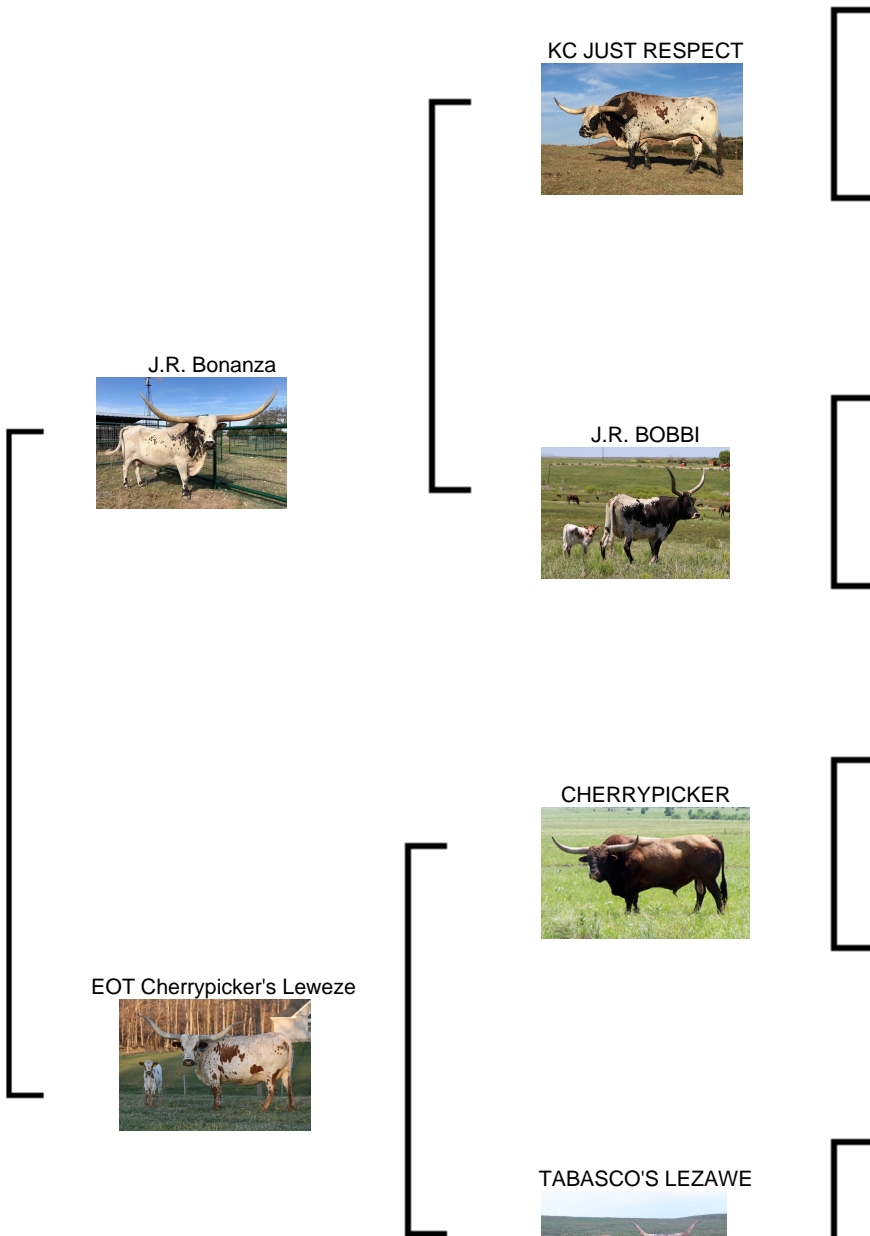 KC JUST RESPECT
J.R. Bonanza
J.R. BOBBI
CHERRYPICKER
EOT Cherrypicker's Leweze
TABASCO'S LEZAWE